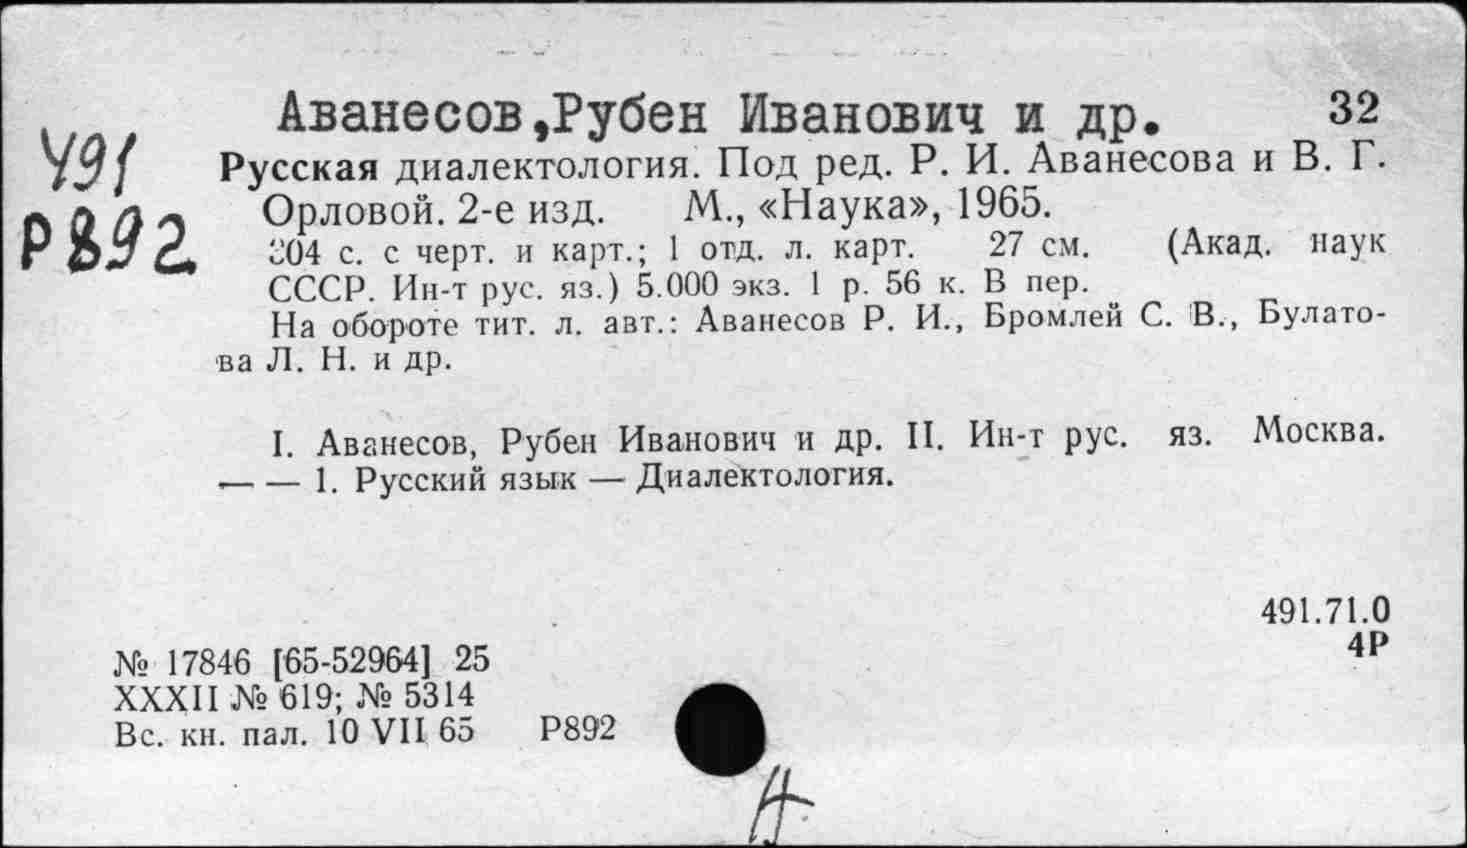 Аванесов,Рубен Иванович и др. 32
491
Русская диалектология. Под ред. Р. И. Аванесова и В. Г.
Р892
Орловой. 2-е изд. М., «Наука», 1965.
304 с. с черт. и карт.; 1 отд. л. карт. 27 см. (Акад. наук
СССР. Ин-т рус. яз.) 5.000 экз. 1 р. 56 к. В пер.
На обороте тит. л. авт.: Аванесов Р. И., Бромлей С. В., Булато-
ва Л. Н. и др.
I. Аванесов, Рубен Иванович и др. II. Ин-т рус. яз. Москва.
— — 1. Русский язык — Диалектология.
491.71.0
4Р
№ 17846 [65-52964] 25
XXXII № 619; № 5314
Вс. кн. пал. 10 VII 65 Р892